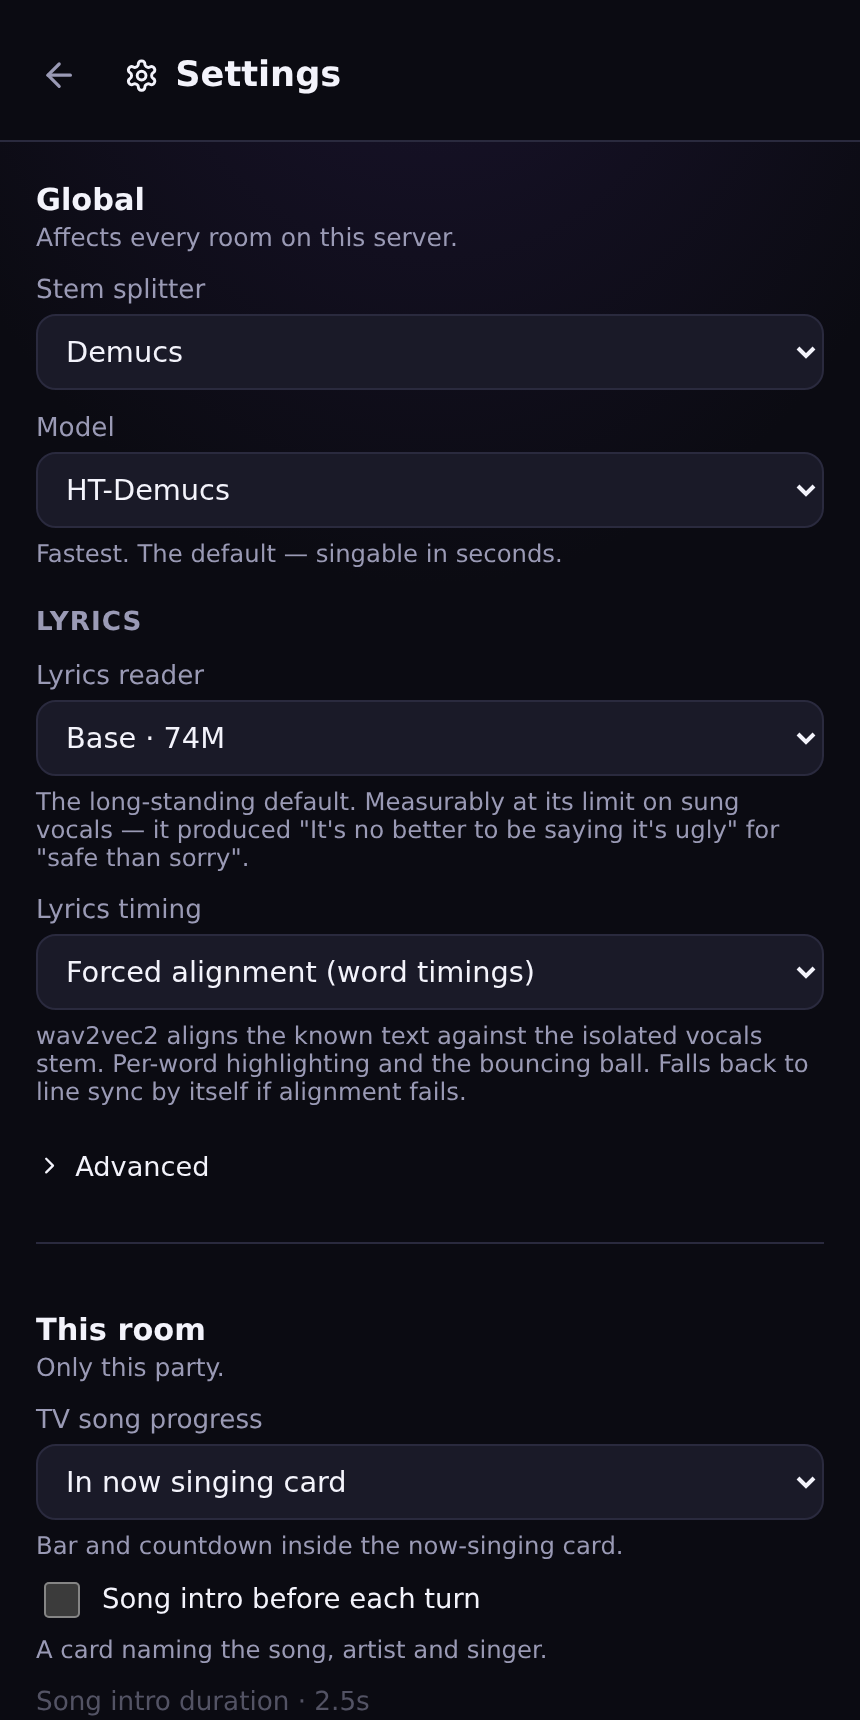 Settings
Global
Affects every room on this server.
Stem splitter
Demucs
Model
HT-Demucs
Fastest. The default — singable in seconds.
LYRICS
Lyrics reader
Base · 74M
The long-standing default. Measurably at its limit on sung
vocals — it produced "It's no better to be saying it's ugly" for
"safe than sorry".
Lyrics timing
Forced alignment (word timings)
wav2vec2 aligns the known text against the isolated vocals
stem. Per-word highlighting and the bouncing ball. Falls back to
line sync by itself if alignment fails.
Advanced
This room
Only this party.
TV song progress
In now singing card
Bar and countdown inside the now-singing card.
Song intro before each turn
A card naming the song, artist and singer.
Song intro duration · 2.5s